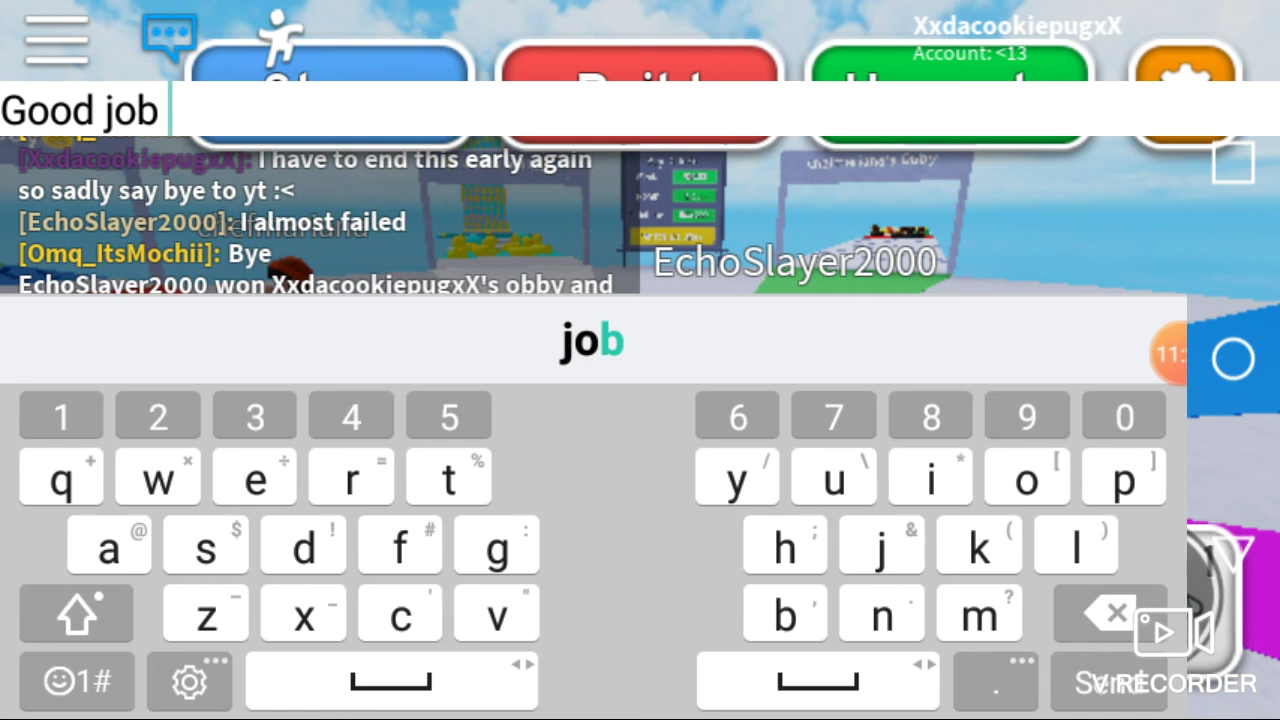 XxdacookiepugxX
Account: <13
Good job
[XxdacookiepugxX]: I have to end this early again
so sadly say bye to yt :<
[EchoSlayer2000]: I almost failed
[Omq_ItsMochii]: Bye
EchoSlayer2000 won XxdacookiepugxX's obby and
EchoSlayer2000
job
11:
1 2 3 4 5 6 7 8 9 0
q + w × e ÷ r = t % y / u \ i * o [ p ]
a @ s $ d ! f # g : h ; j & k ( l )
z – x - c ' v " b , n . m ?
1# .
Send
V RECORDER